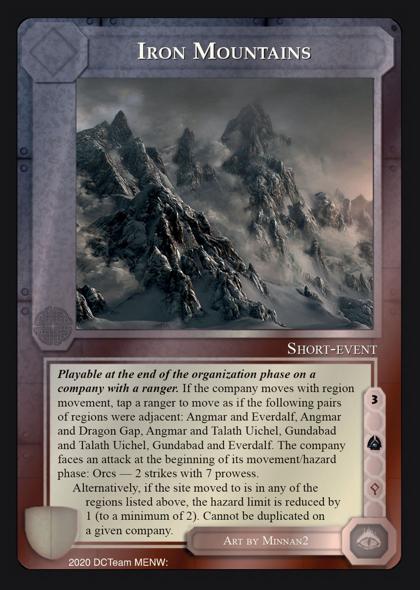 Iron Mountains
Short-event
Playable at the end of the organization phase on a
company with a ranger. If the company moves with region
movement, tap a ranger to move as if the following pairs
of regions were adjacent: Angmar and Everdalf, Angmar
and Dragon Gap, Angmar and Talath Uichel, Gundabad
and Talath Uichel, Gundabad and Everdalf. The company
faces an attack at the beginning of its movement/hazard
phase: Orcs — 2 strikes with 7 prowess.
Alternatively, if the site moved to is in any of the
regions listed above, the hazard limit is reduced by
1 (to a minimum of 2). Cannot be duplicated on
a given company.
3
Art by Minnan2
2020 DCTeam MENW: